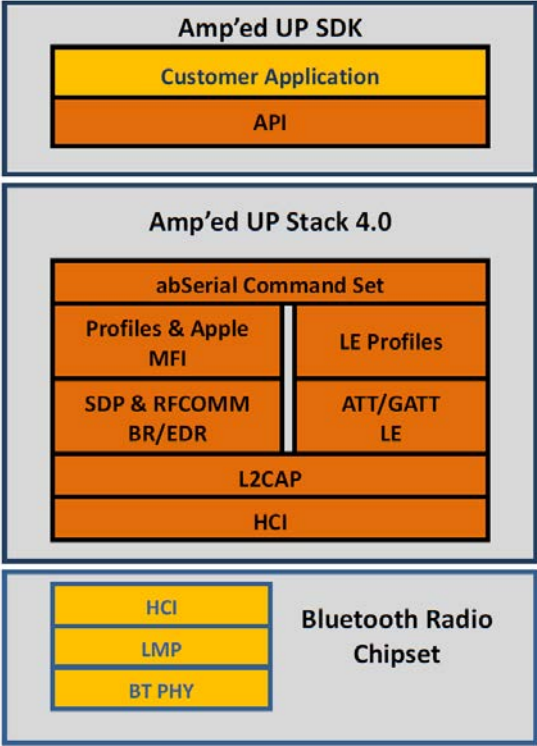 Amp’ed UP SDK
Customer Application
API
Amp’ed UP Stack 4.0
abSerial Command Set
Profiles & Apple
MFI
LE Profiles
SDP & RFCOMM
BR/EDR
ATT/GATT
LE
L2CAP
HCI
HCI
LMP
BT PHY
Bluetooth Radio
Chipset